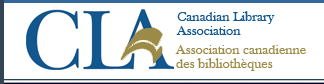 CLA
Canadian Library
Association
Association canadienne
des bibliothèques